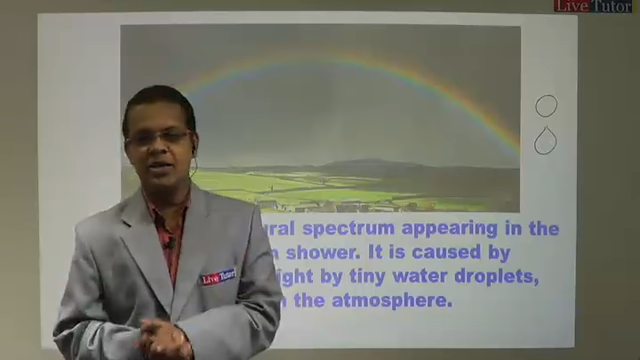 Live Tutor
ural spectrum appearing in the
shower. It is caused by
ight by tiny water droplets,
the atmosphere.
Live Tutor